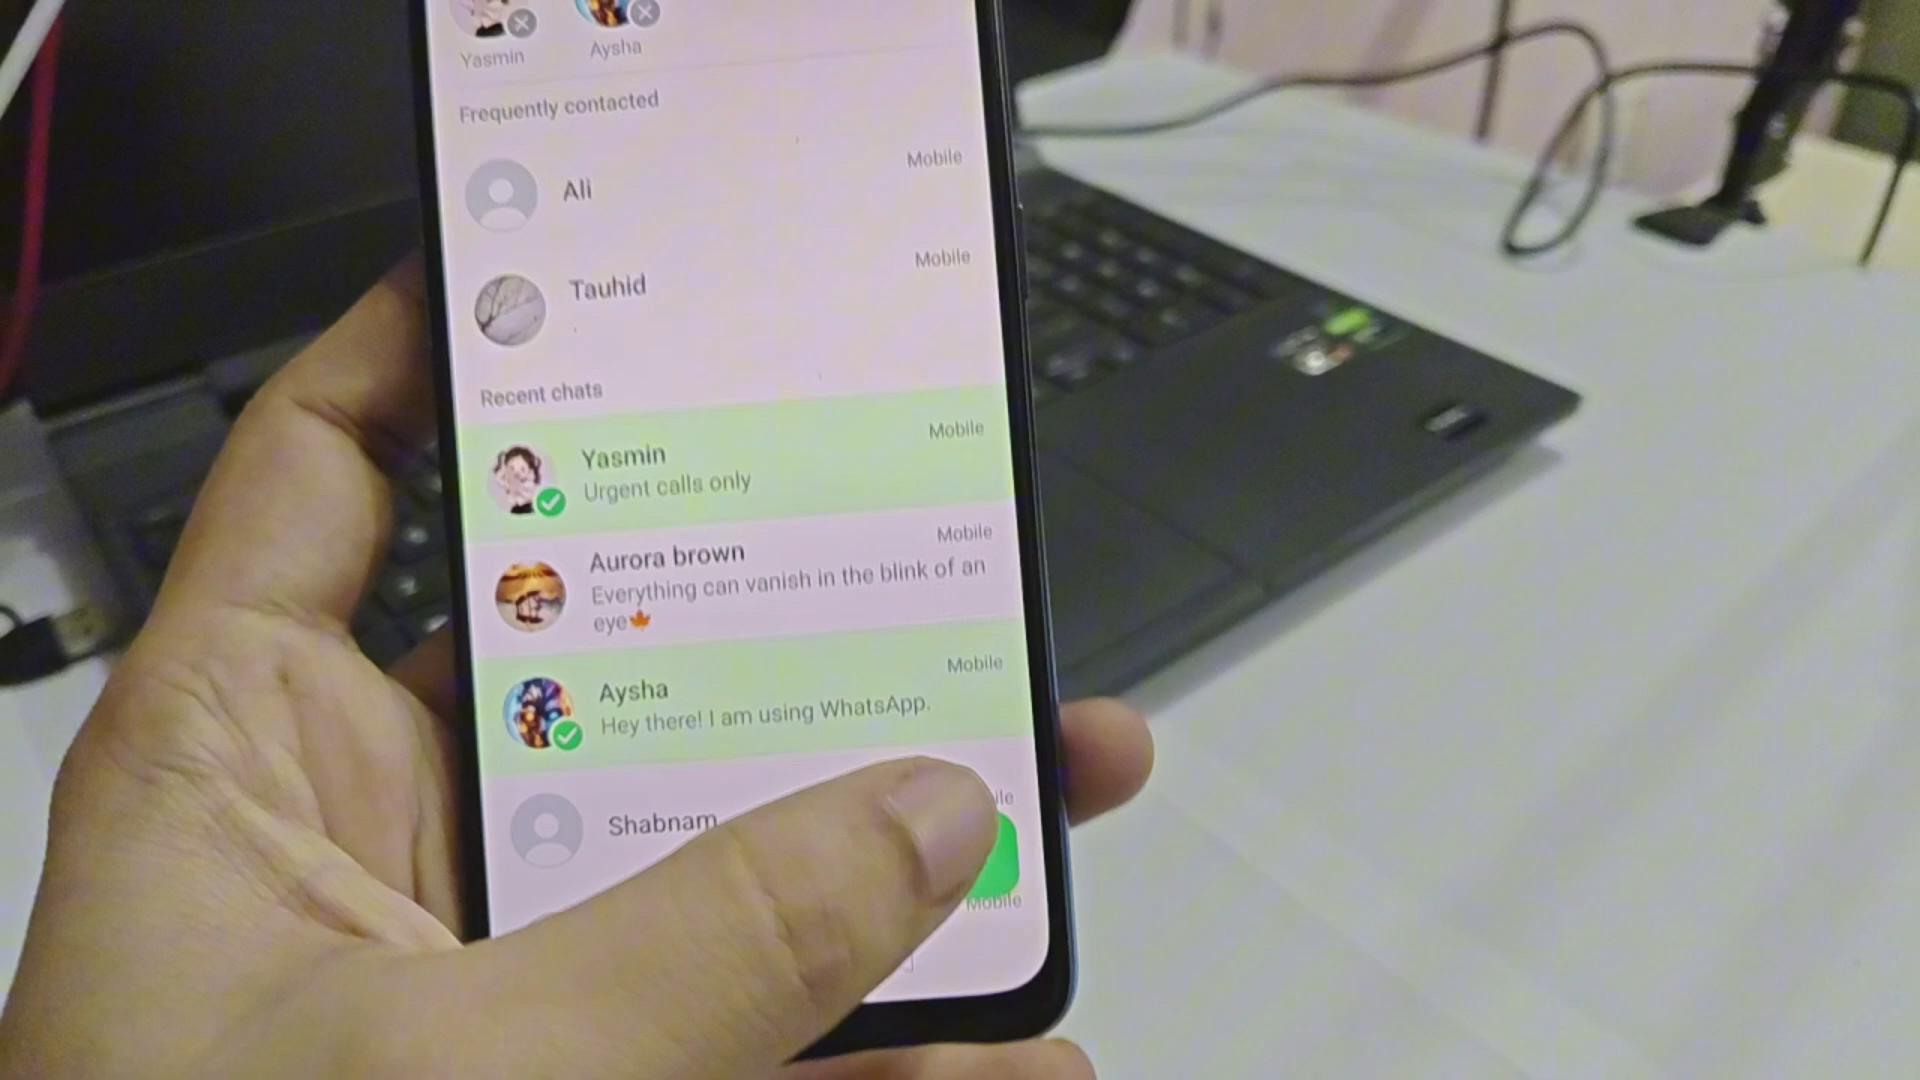 Yasmin
Aysha
Frequently contacted
Ali
Mobile
Tauhid
Mobile
.
Recent chats
Yasmin
Mobile
Urgent calls only
Aurora brown
Mobile
Everything can vanish in the blink of an
eye🍁
Aysha
Mobile
Hey there! I am using WhatsApp.
Shabnam
Mobile